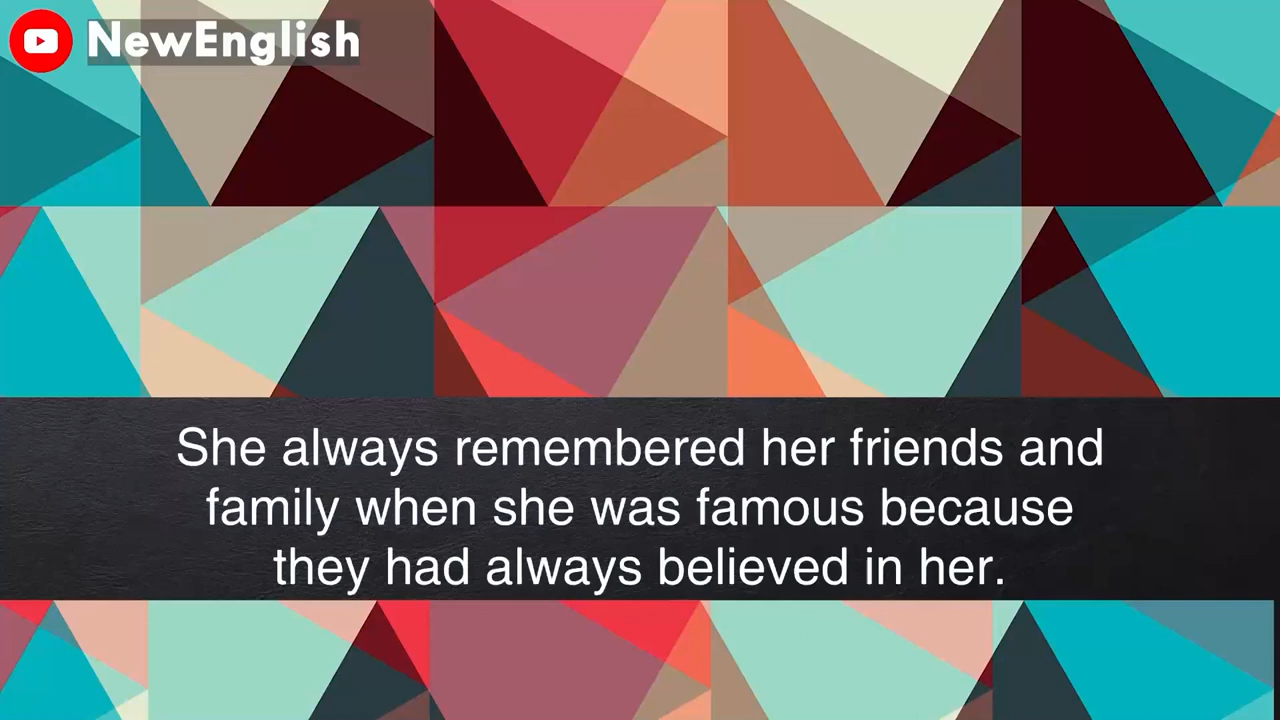 NewEnglish
She always remembered her friends and
family when she was famous because
they had always believed in her.